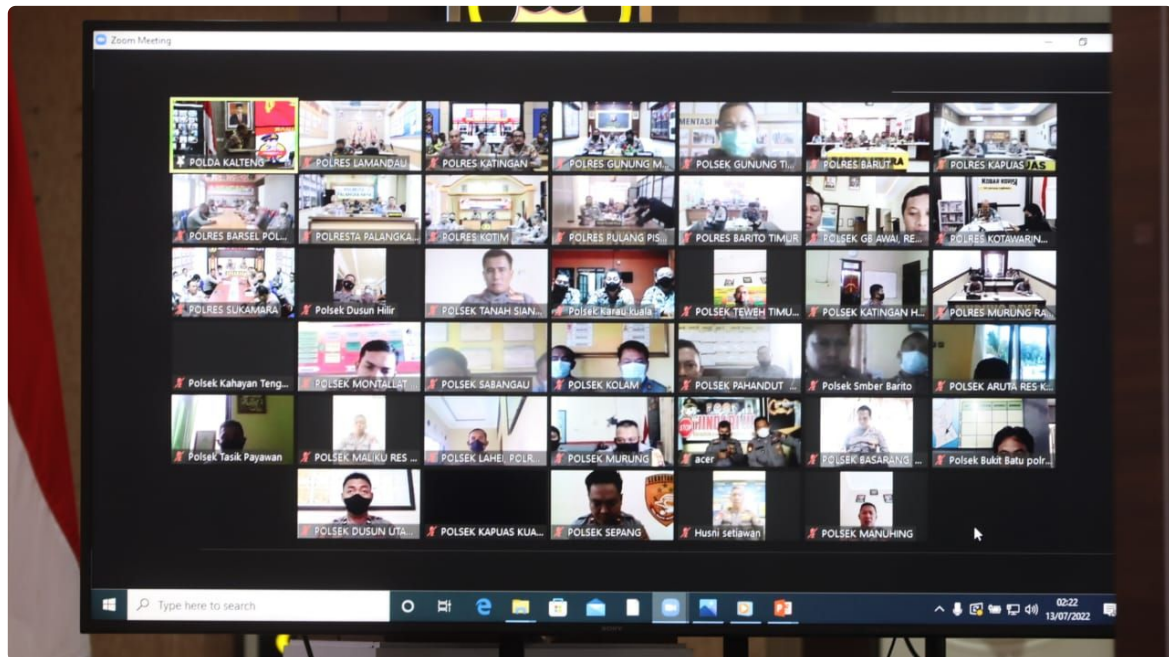 Zoom Meeting
POLDA KALTENG
POLRES LAMANDAU
POLRES KATINGAN
POLRES GUNUNG M...
MENTASI
POLSEK GUNUNG TI...
POLRES BARUT
POLRES KAPUAS
AS
POLRES BARSEL POL...
POLRESTA PALANGKA...
POLRES KOTIM
POLRES PULANG PIS...
POLRES BARITO TIMUR
POLSEK GB AWAI, RE...
POLRES KOTAWARIN...
POLRES SUKAMARA
Polsek Dusun Hilir
POLSEK TANAH SIAN...
Polsek Karau kuala
POLSEK TEWEH TIMU...
POLSEK KATINGAN H...
POLRES MURUNG RA...
Polsek Kahayan Teng...
POLSEK MONTALLAT ...
POLSEK SABANGAU
POLSEK KOLAM
POLSEK PAHANDUT ...
Polsek Smber Barito
POLSEK ARUTA RES K...
Polsek Tasik Payawan
POLSEK MALIKU RES ...
POLSEK LAHEI, POLR...
POLSEK MURUNG
STOP
acer
POLSEK BASARANG ...
Polsek Bukit Batu polr...
POLSEK DUSUN UTA...
POLSEK KAPUAS KUA...
POLSEK SEPANG
Husni setiawan
POLSEK MANUHING
Type here to search
02:22
13/07/2022
SONY